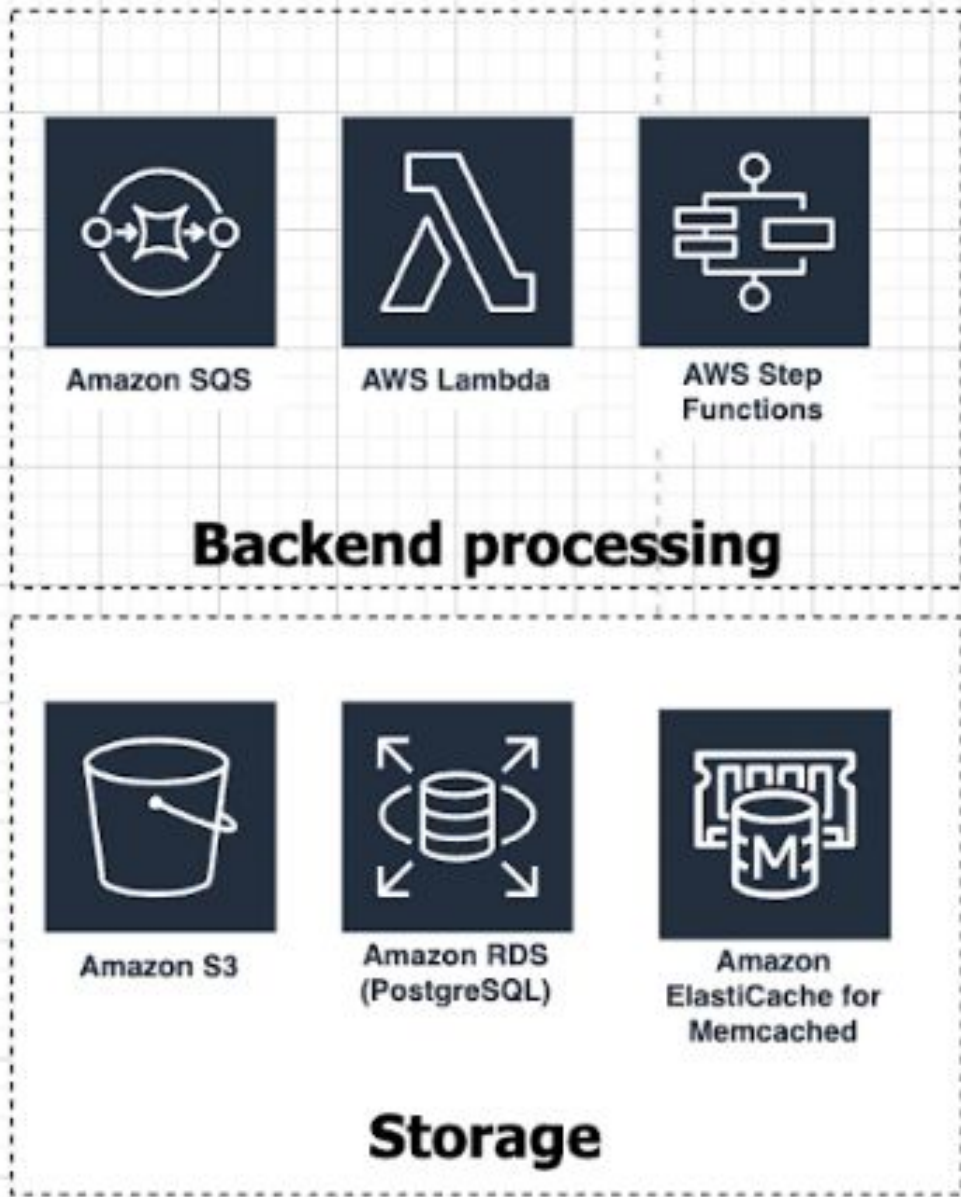 Amazon SQS
AWS Lambda
AWS Step
Functions
Backend processing
Amazon S3
Amazon RDS
(PostgreSQL)
M
Amazon
ElastiCache for
Memcached
Storage